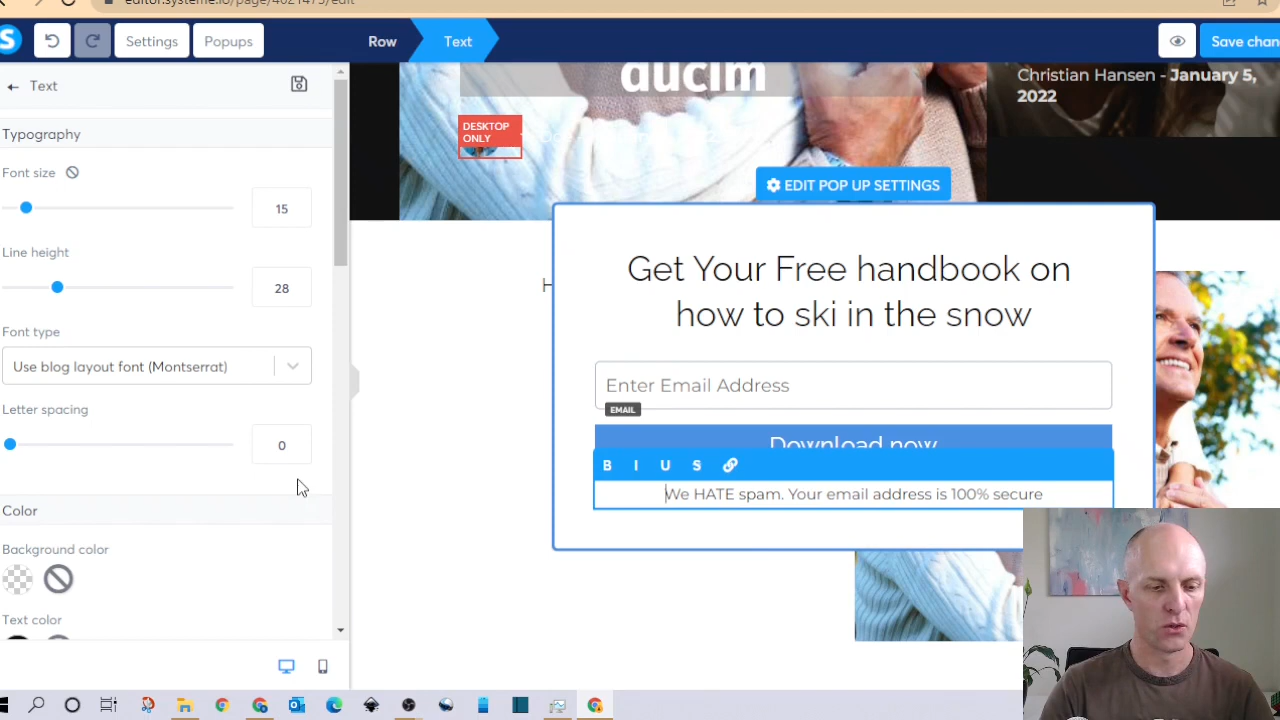 editor.systeme.io/page/4021475/edit
S
Settings
Popups
Row
Text
Save chan
Text
Typography
Font size
15
Line height
28
Font type
Use blog layout font (Montserrat)
Letter spacing
0
Color
Background color
Text color
aucim
DESKTOP
ONLY
Christian Hansen - January 5,
2022
EDIT POP UP SETTINGS
H
Get Your Free handbook on
how to ski in the snow
Enter Email Address
EMAIL
Download now
B I U S
We HATE spam. Your email address is 100% secure